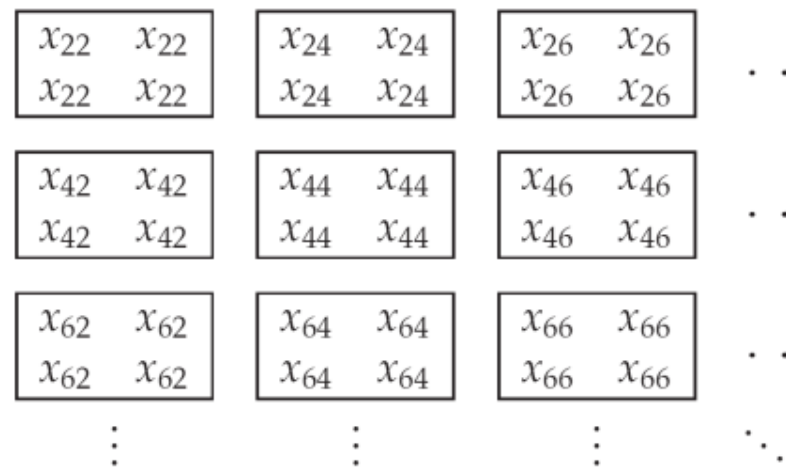 x₂₂ x₂₂ x₂₄ x₂₄ x₂₆ x₂₆
x₂₂ x₂₂ x₂₄ x₂₄ x₂₆ x₂₆ . .
x₄₂ x₄₂ x₄₄ x₄₄ x₄₆ x₄₆
x₄₂ x₄₂ x₄₄ x₄₄ x₄₆ x₄₆ . .
x₆₂ x₆₂ x₆₄ x₆₄ x₆₆ x₆₆
x₆₂ x₆₂ x₆₄ x₆₄ x₆₆ x₆₆ . .
⋮ ⋮ ⋮ ⋱